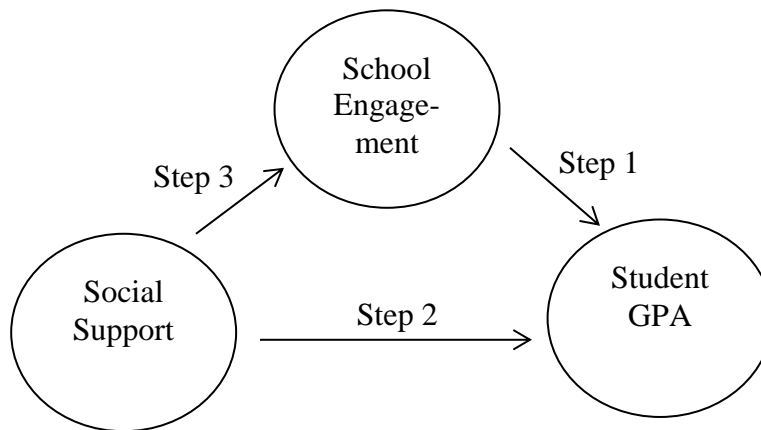 School
Engage-
ment
Step 3
Step 1
Social
Support
Step 2
Student
GPA